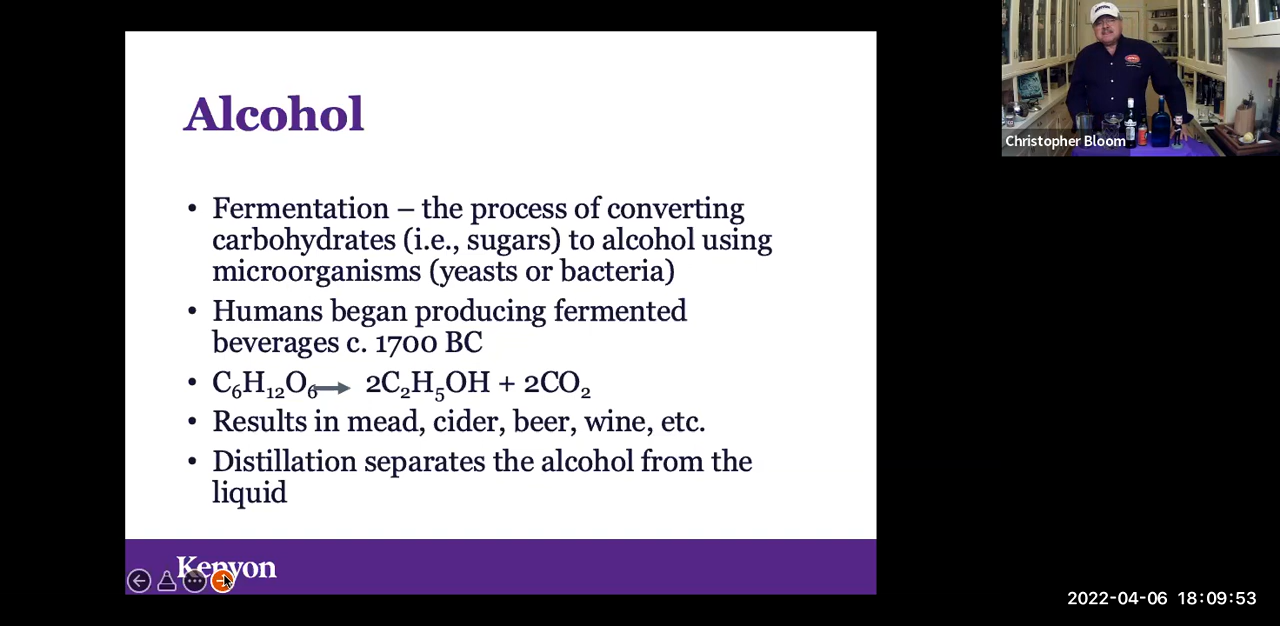 Alcohol
• Fermentation – the process of converting
carbohydrates (i.e., sugars) to alcohol using
microorganisms (yeasts or bacteria)
• Humans began producing fermented
beverages c. 1700 BC
• C₆H₁₂O₆ → 2C₂H₅OH + 2CO₂
• Results in mead, cider, beer, wine, etc.
• Distillation separates the alcohol from the
liquid
Kenyon
Christopher Bloom
2022-04-06 18:09:53